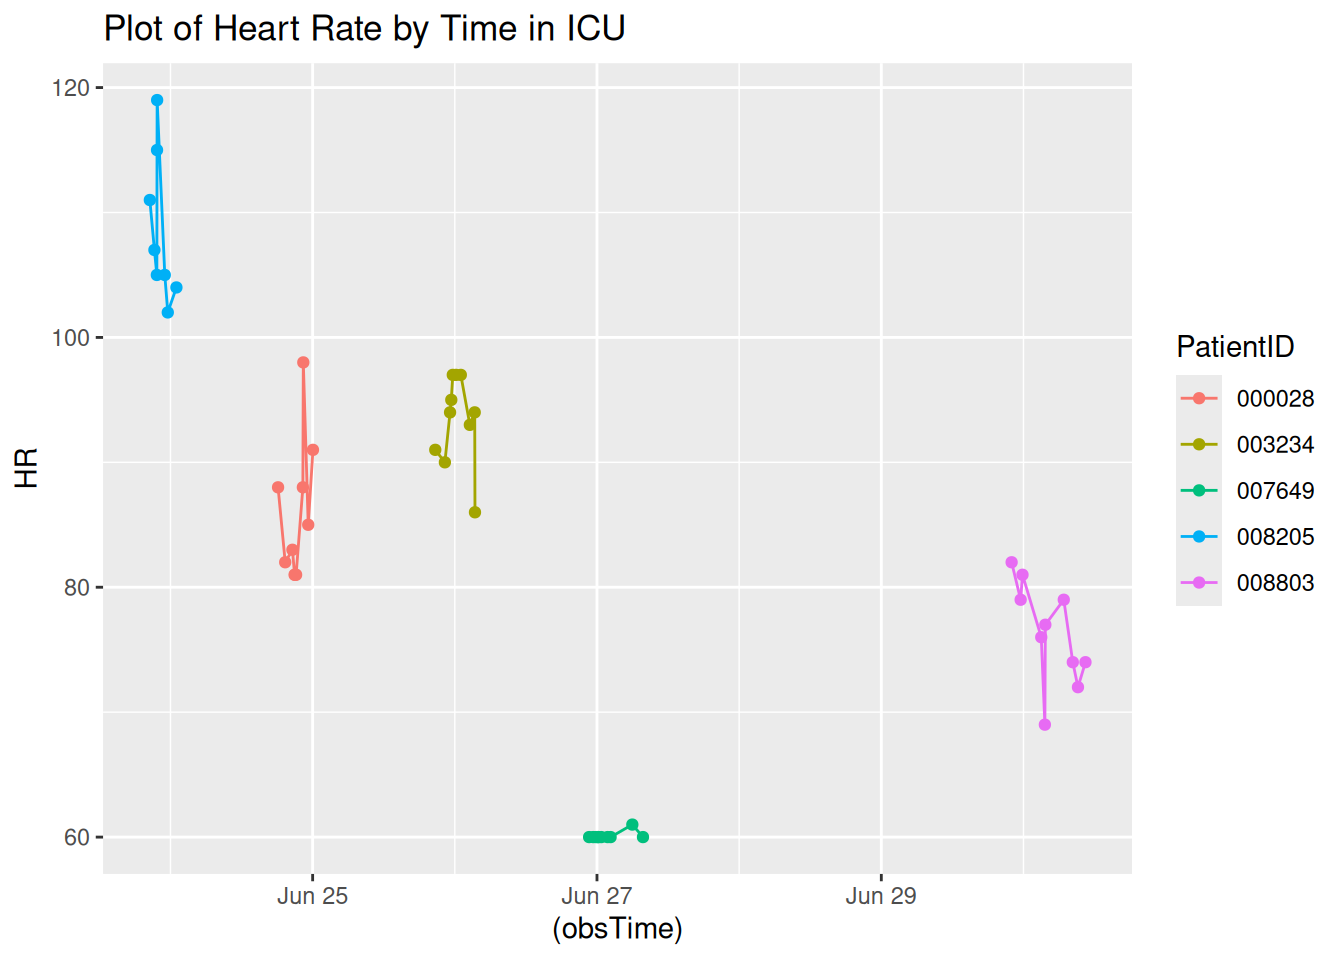 Plot of Heart Rate by Time in ICU
120
100
80
60
HR
Jun 25
Jun 27
Jun 29
(obsTime)
PatientID
000028
003234
007649
008205
008803